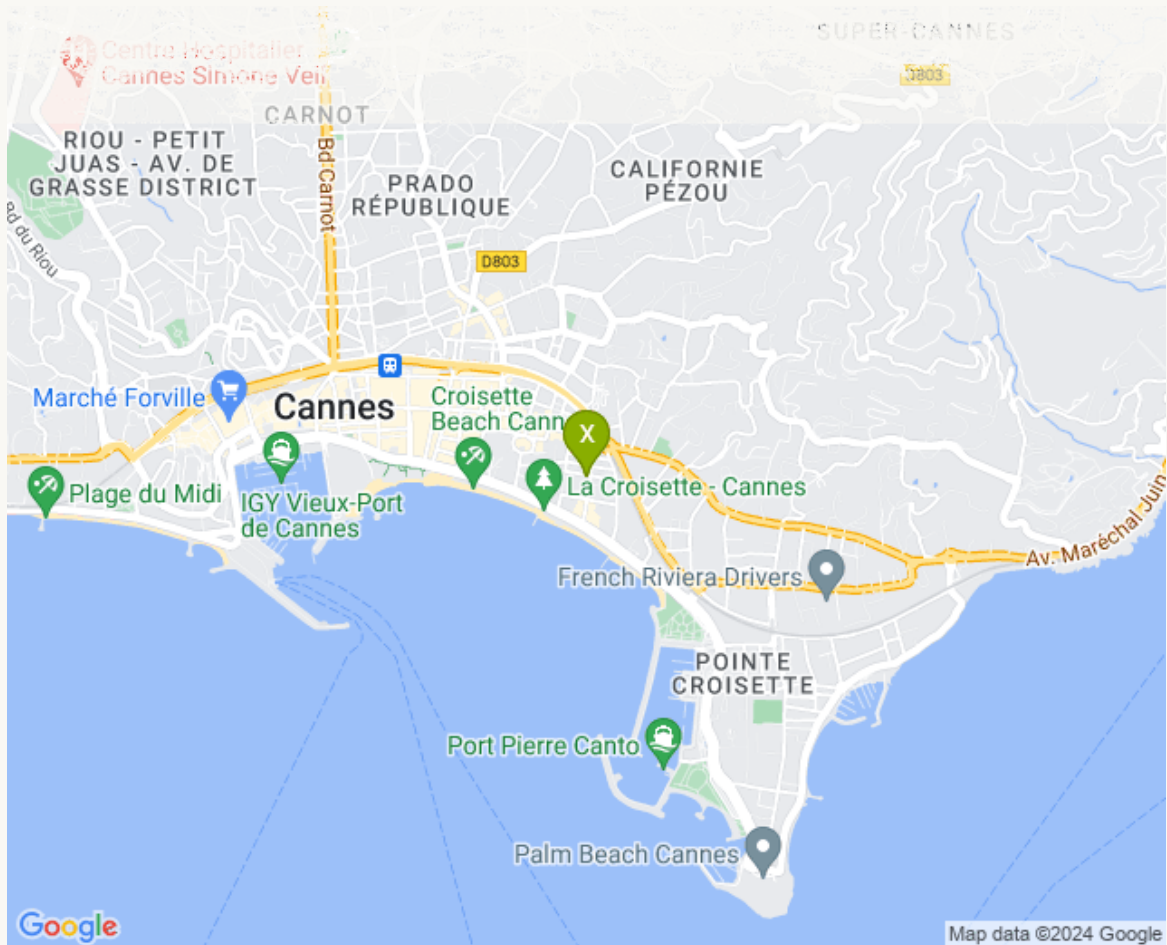 SUPER-CANNES
Centre Hospitalier
Cannes Simone Veil
D803
CARNOT
RIOU - PETIT
JUAS - AV. DE
GRASSE DISTRICT
Bd Carnot
PRADO
RÉPUBLIQUE
CALIFORNIE
PÉZOU
Bd du Riou
D803
Marché Forville
Cannes
Croisette
Beach Cann
X
Plage du Midi
IGY Vieux-Port
de Cannes
La Croisette - Cannes
French Riviera Drivers
Av. Maréchal Juin
POINTE
CROISETTE
Port Pierre Canto
Palm Beach Cannes
Google
Map data ©2024 Google